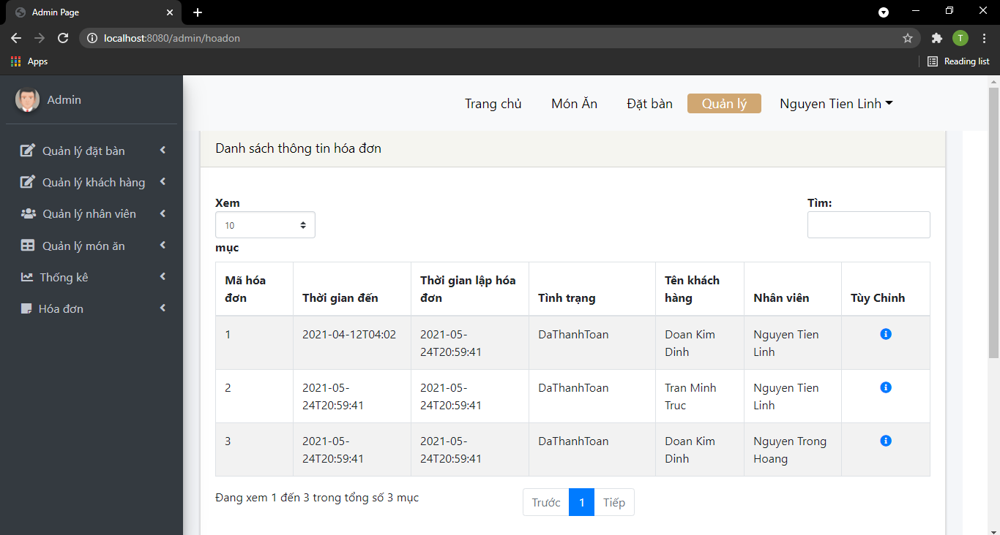 Admin Page
localhost:8080/admin/hoadon
T
Apps
Reading list
Admin
Trang chủ Món Ăn Đặt bàn Quản lý Nguyen Tien Linh
Quản lý đặt bàn
Quản lý khách hàng
Quản lý nhân viên
Quản lý món ăn
Thống kê
Hóa đơn
Danh sách thông tin hóa đơn
Xem
10
mục
Tìm:
Mã hóa đơn Thời gian đến Thời gian lập hóa đơn Tình trạng Tên khách hàng Nhân viên Tùy Chỉnh
1 2021-04-12T04:02 2021-05-24T20:59:41 DaThanhToan Doan Kim Dinh Nguyen Tien Linh
2 2021-05-24T20:59:41 2021-05-24T20:59:41 DaThanhToan Tran Minh Truc Nguyen Tien Linh
3 2021-05-24T20:59:41 2021-05-24T20:59:41 DaThanhToan Doan Kim Dinh Nguyen Trong Hoang
Đang xem 1 đến 3 trong tổng số 3 mục
Trước 1 Tiếp